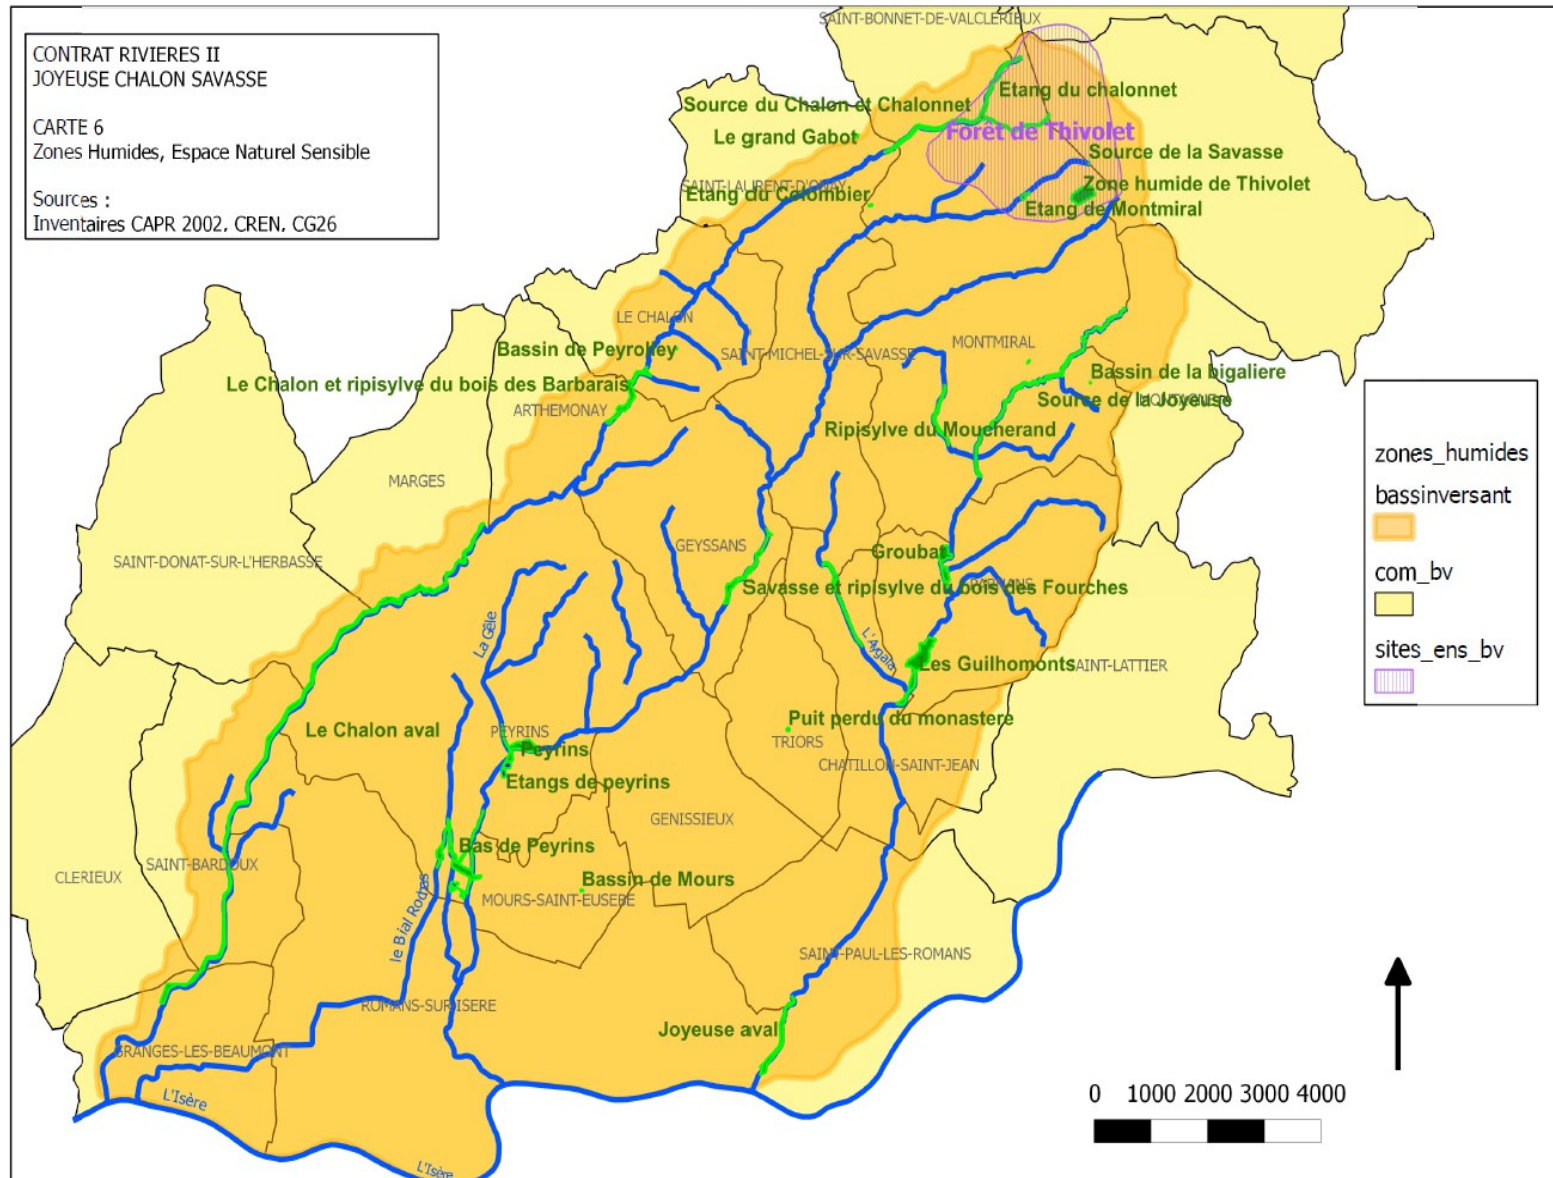 CONTRAT RIVIERES II
JOYEUSE CHALON SAVASSE
CARTE 6
Zones Humides, Espace Naturel Sensible
Sources :
Inventaires CAPR 2002, CREN, CG26
SAINT-BONNET-DE-VALCLERIEUX
Etang du chalonnet
Source du Chalon et Chalonnet
Forêt de Thivolet
Le grand Gabot
Source de la Savasse
Zone humide de Thivolet
SAINT-LAURENT-D'ONAY
Etang du Colombier
Etang de Montmiral
LE CHALON
SAINT-MICHEL-SUR-SAVASSE
MONTMIRAL
Bassin de Peyrolley
Bassin de la bigaliere
Le Chalon et ripisylve du bois des Barbarais
Source de la Joyeuse
ARTHEMONAY
Ripisylve du Moucherand
MARGES
GEYSSANS
Groubat
SAINT-DONAT-SUR-L'HERBASSE
Savasse et ripisylve du bois des Fourches
La Gêle
L'Aygala
Les Guilhomonts
SAINT-LATTIER
Puit perdu du monastere
Le Chalon aval
PEYRINS
Peyrins
TRIORS
CHATILLON-SAINT-JEAN
Etangs de peyrins
GENISSIEUX
Bas de Peyrins
SAINT-BARDOUX
CLERIEUX
Bassin de Mours
MOURS-SAINT-EUSEBE
le Bial Rochas
SAINT-PAUL-LES-ROMANS
ROMANS-SUR-ISERE
Joyeuse aval
GRANGES-LES-BEAUMONT
L'Isère
L'Isère
zones_humides
bassinversant
com_bv
sites_ens_bv
0 1000 2000 3000 4000